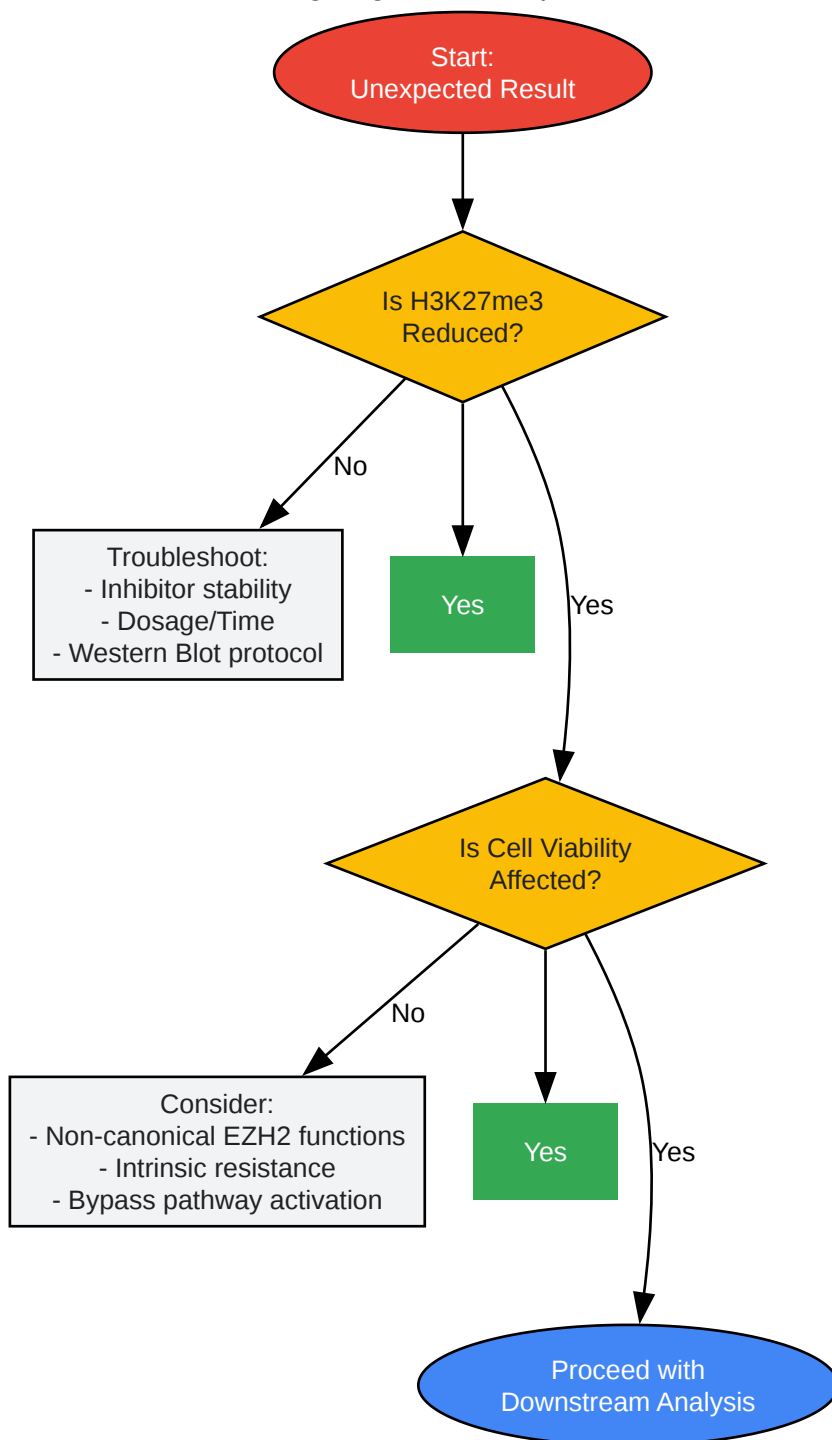 Start:
Unexpected Result
Is H3K27me3
Reduced?
No
Yes
Yes
Troubleshoot:
- Inhibitor stability
- Dosage/Time
- Western Blot protocol
Is Cell Viability
Affected?
No
Yes
Yes
Consider:
- Non-canonical EZH2 functions
- Intrinsic resistance
- Bypass pathway activation
Proceed with
Downstream Analysis